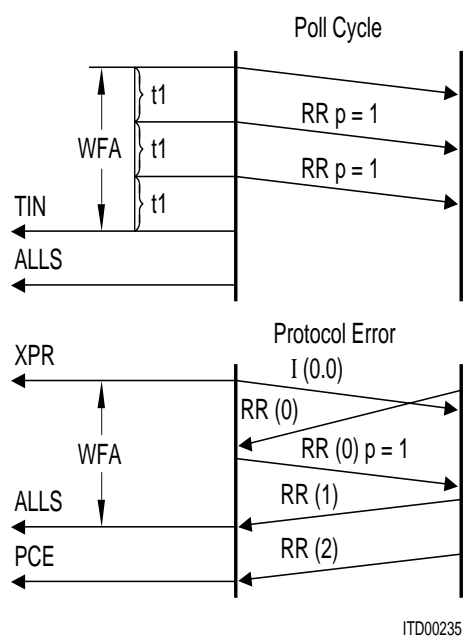 Poll Cycle
t1
RR p = 1
WFA
t1
RR p = 1
t1
TIN
ALLS
Protocol Error
XPR
I (0.0)
RR (0)
RR (0) p = 1
WFA
RR (1)
ALLS
RR (2)
PCE
ITD00235